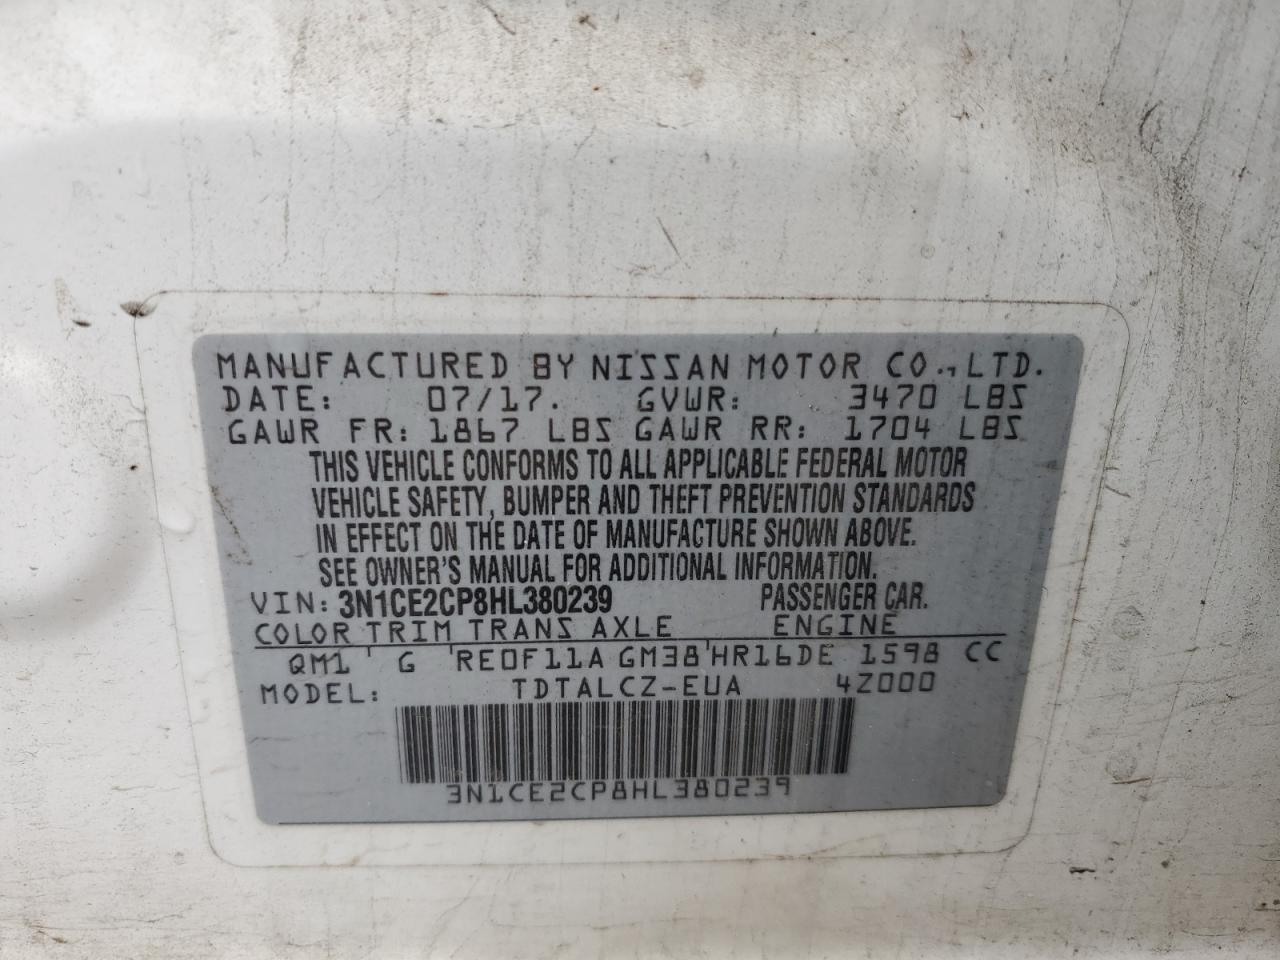 MANUFACTURED BY NISSAN MOTOR CO., LTD.
DATE: 07/17. GVWR: 3470 LBS
GAWR FR: 1867 LBS GAWR RR: 1704 LBS
THIS VEHICLE CONFORMS TO ALL APPLICABLE FEDERAL MOTOR
VEHICLE SAFETY, BUMPER AND THEFT PREVENTION STANDARDS
IN EFFECT ON THE DATE OF MANUFACTURE SHOWN ABOVE.
SEE OWNER'S MANUAL FOR ADDITIONAL INFORMATION.
VIN: 3N1CE2CP8HL380239 PASSENGER CAR.
COLOR TRIM TRANS AXLE ENGINE
QM1 G RE0F11A GM38 HR16DE 1598 CC
MODEL: TDTALCZ-EUA 4Z000
3N1CE2CP8HL380239